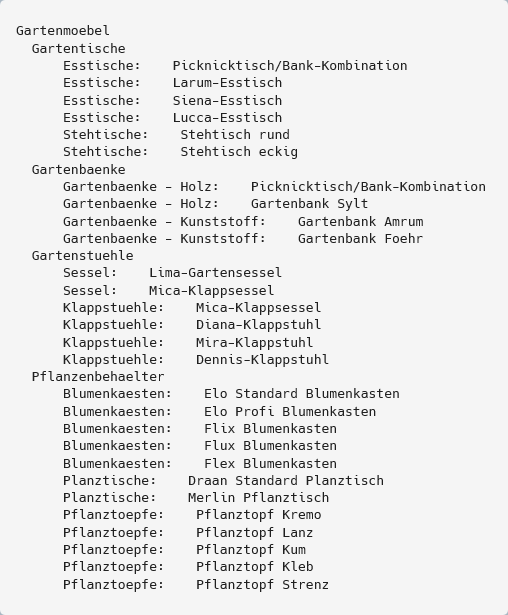 Gartenmoebel
Gartentische
Esstische: Picknicktisch/Bank-Kombination
Esstische: Larum-Esstisch
Esstische: Siena-Esstisch
Esstische: Lucca-Esstisch
Stehtische: Stehtisch rund
Stehtische: Stehtisch eckig
Gartenbaenke
Gartenbaenke - Holz: Picknicktisch/Bank-Kombination
Gartenbaenke - Holz: Gartenbank Sylt
Gartenbaenke - Kunststoff: Gartenbank Amrum
Gartenbaenke - Kunststoff: Gartenbank Foehr
Gartenstuehle
Sessel: Lima-Gartensessel
Sessel: Mica-Klappsessel
Klappstuehle: Mica-Klappsessel
Klappstuehle: Diana-Klappstuhl
Klappstuehle: Mira-Klappstuhl
Klappstuehle: Dennis-Klappstuhl
Pflanzenbehaelter
Blumenkaesten: Elo Standard Blumenkasten
Blumenkaesten: Elo Profi Blumenkasten
Blumenkaesten: Flix Blumenkasten
Blumenkaesten: Flux Blumenkasten
Blumenkaesten: Flex Blumenkasten
Planztische: Draan Standard Planztisch
Planztische: Merlin Pflanztisch
Pflanztoepfe: Pflanztopf Kremo
Pflanztoepfe: Pflanztopf Lanz
Pflanztoepfe: Pflanztopf Kum
Pflanztoepfe: Pflanztopf Kleb
Pflanztoepfe: Pflanztopf Strenz